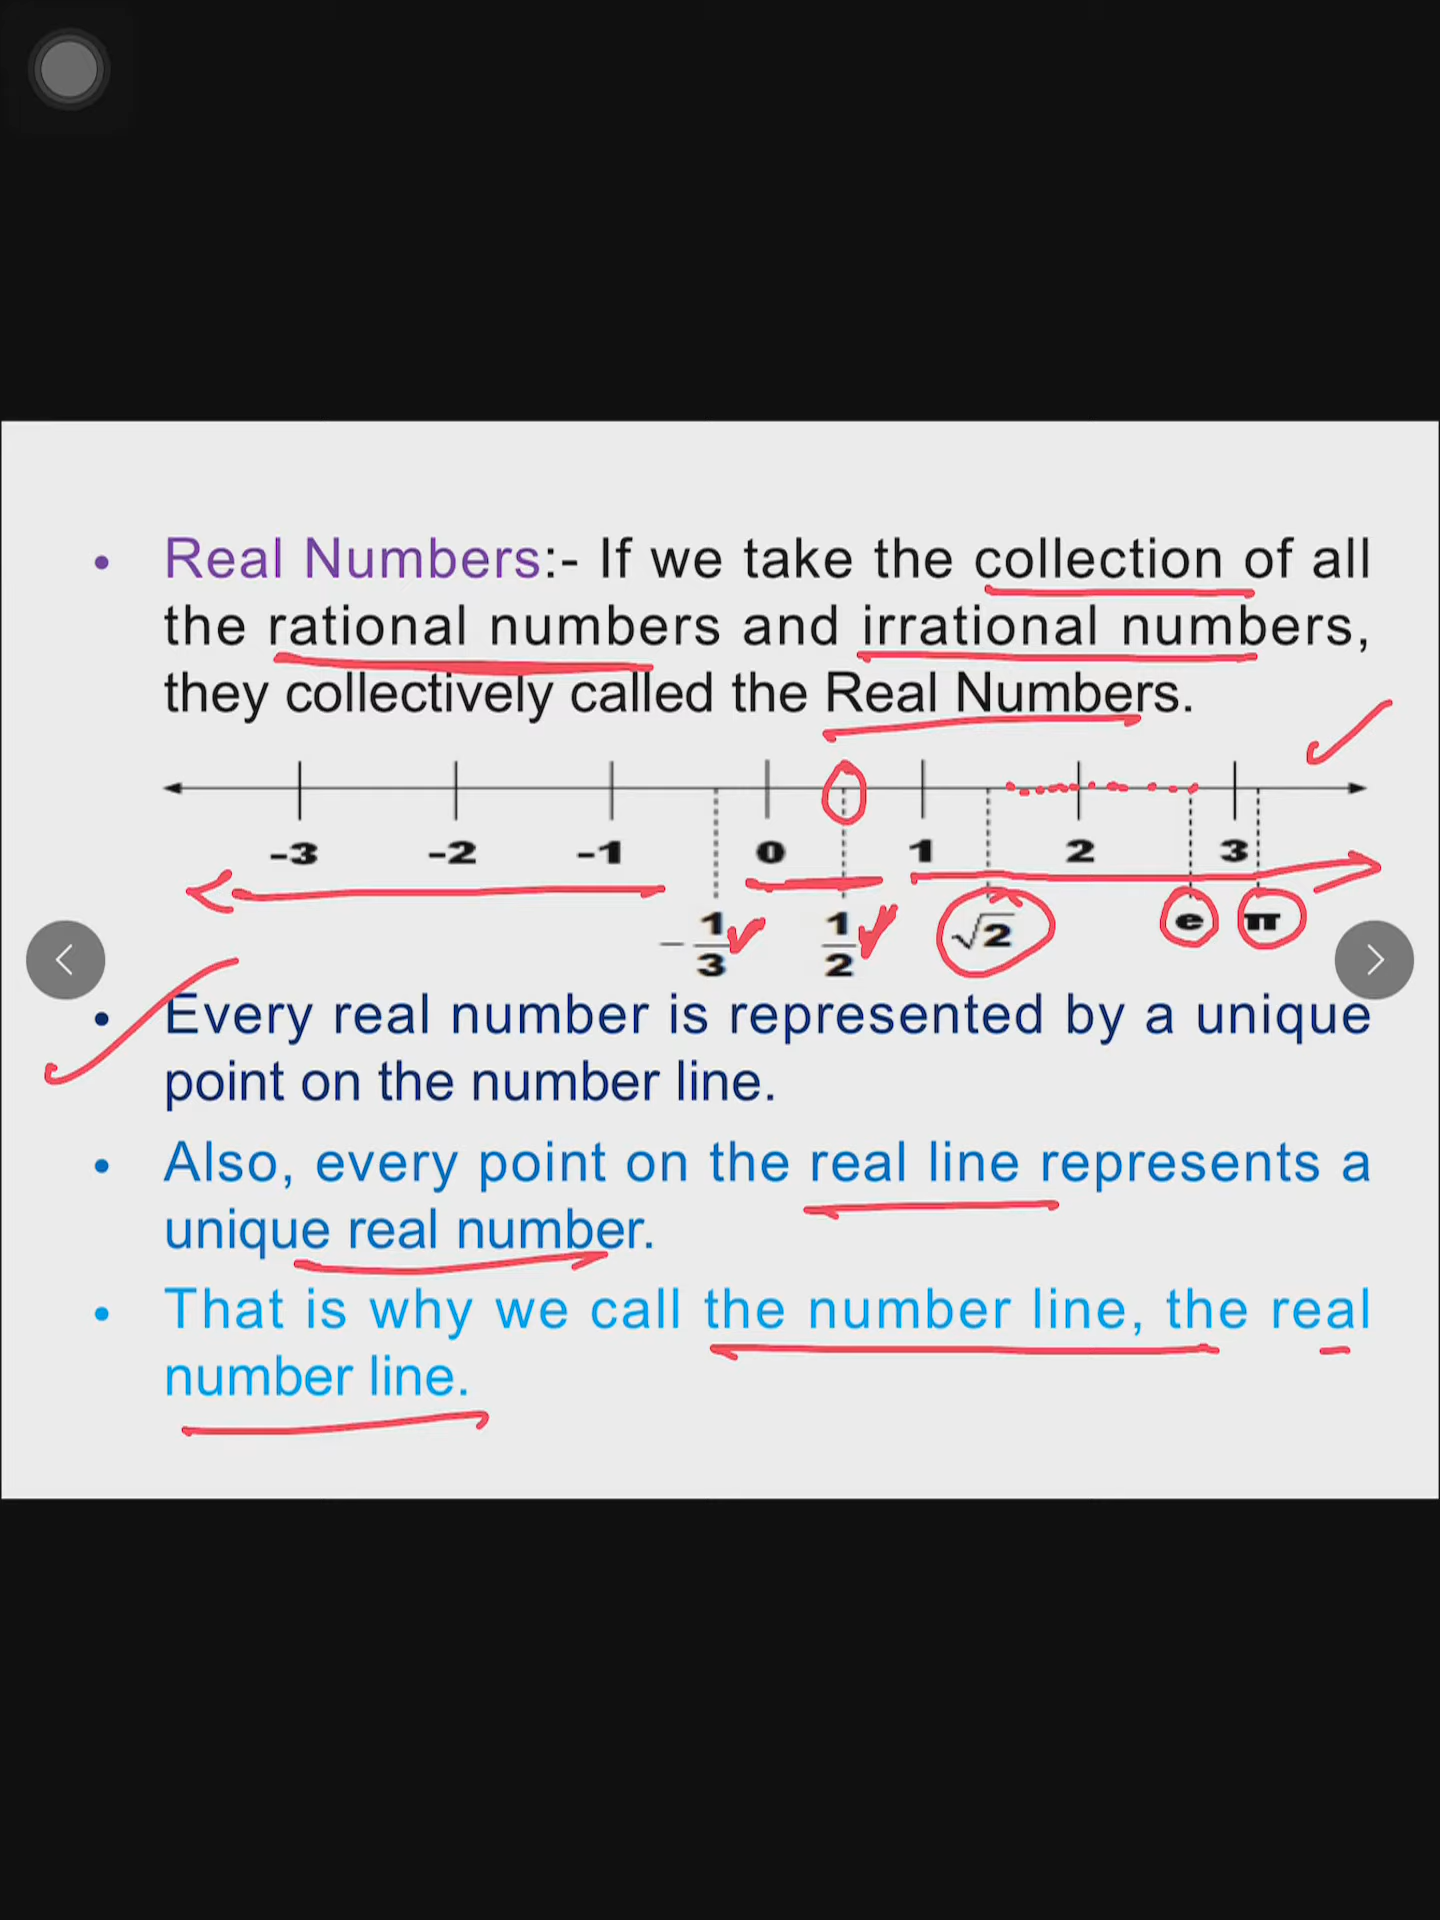 • Real Numbers:- If we take the collection of all
the rational numbers and irrational numbers,
they collectively called the Real Numbers.
-3 -2 -1 0 1 2 3
-1/3 1/2 √2 e π
• Every real number is represented by a unique
point on the number line.
• Also, every point on the real line represents a
unique real number.
• That is why we call the number line, the real
number line.